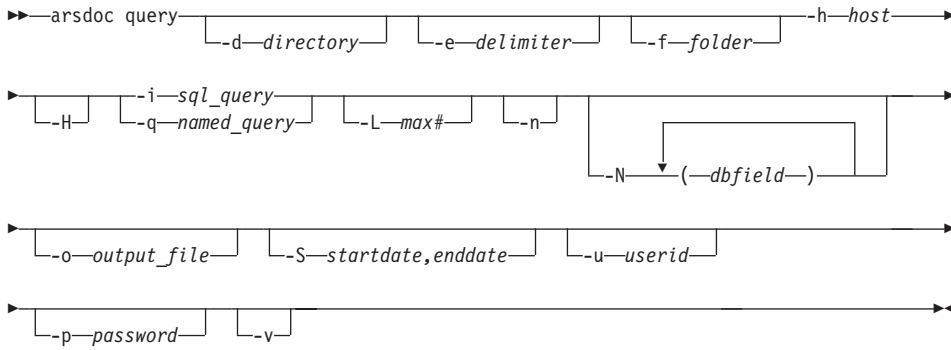 arsdoc query -h host
-d directory -e delimiter -f folder
-i sql_query
-H -q named_query -L max# -n
-N ( dbfield )
-o output_file -S startdate,enddate -u userid
-p password -v